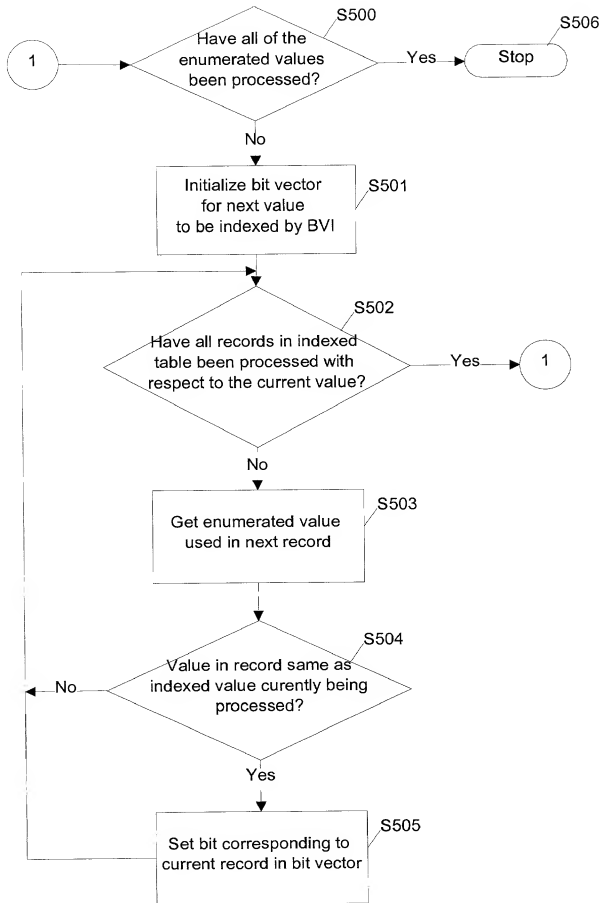 S500
Have all of the
enumerated values
been processed?
1
Yes
S506
Stop
No
S501
Initialize bit vector
for next value
to be indexed by BVI
S502
Have all records in indexed
table been processed with
respect to the current value?
Yes
1
No
S503
Get enumerated value
used in next record
S504
Value in record same as
indexed value curently being
processed?
No
Yes
S505
Set bit corresponding to
current record in bit vector